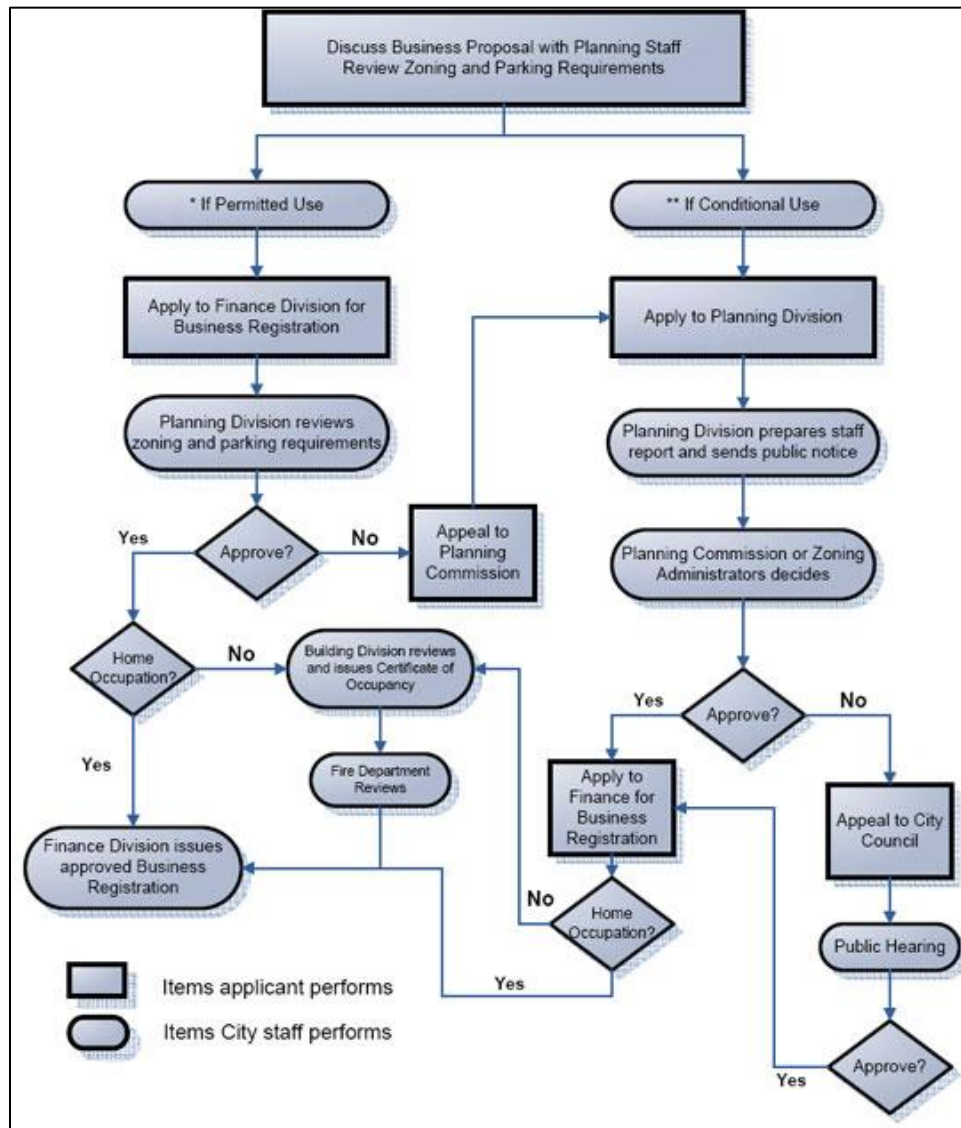 Discuss Business Proposal with Planning Staff
Review Zoning and Parking Requirements
* If Permitted Use
** If Conditional Use
Apply to Finance Division for
Business Registration
Apply to Planning Division
Planning Division reviews
zoning and parking requirements
Planning Division prepares staff
report and sends public notice
Yes
Approve?
No
Appeal to
Planning
Commission
Planning Commission or Zoning
Administrators decides
Home
Occupation?
No
Building Division reviews
and issues Certificate of
Occupancy
Yes
Approve?
No
Yes
Fire Department
Reviews
Apply to
Finance for
Business
Registration
Appeal to City
Council
Finance Division issues
approved Business
Registration
No
Home
Occupation?
Public Hearing
Yes
Items applicant performs
Items City staff performs
Approve?
Yes